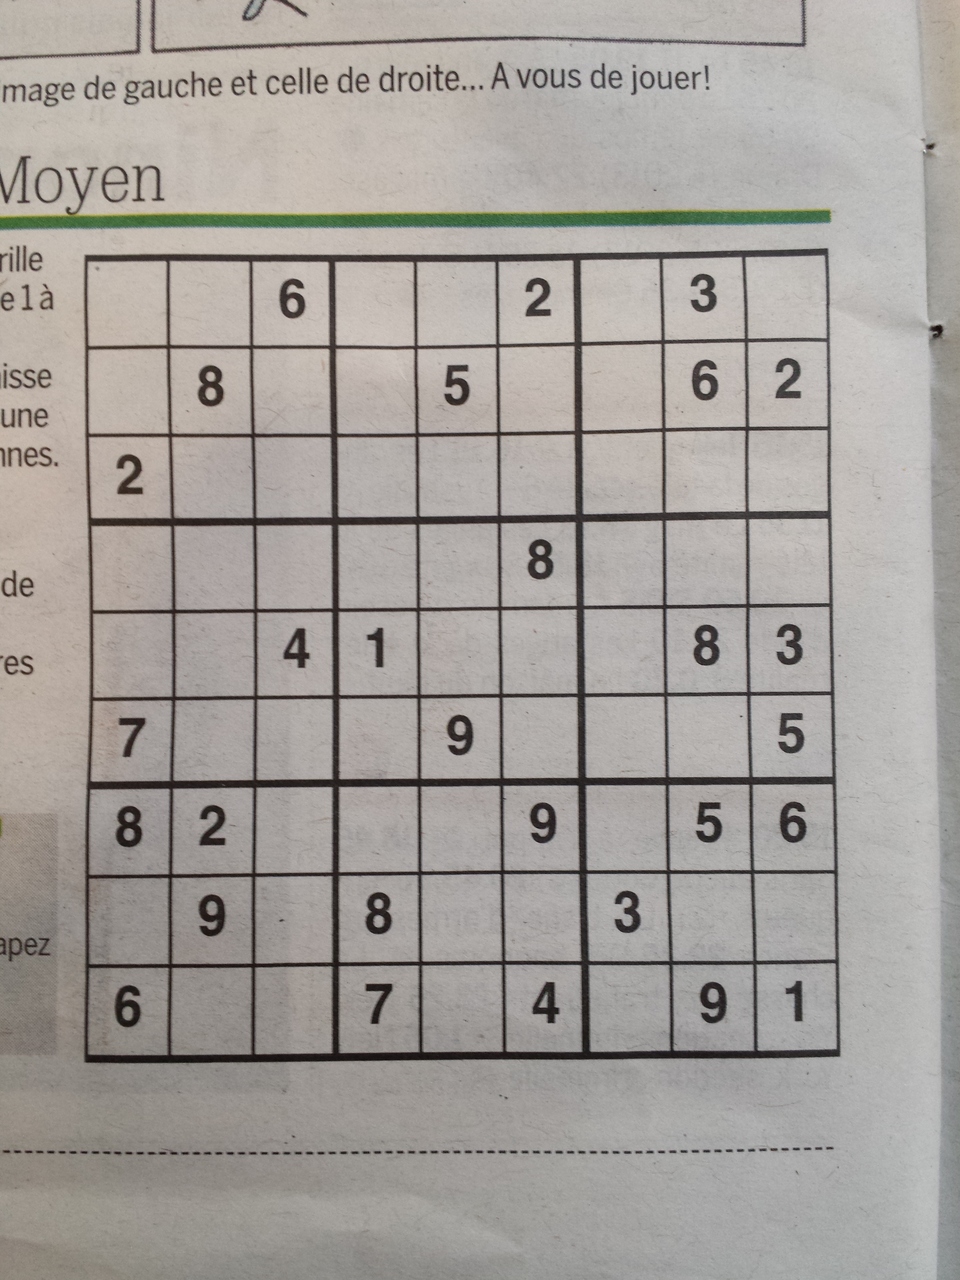 mage de gauche et celle de droite... A vous de jouer!
Moyen
rille
e 1 à
isse
une
nnes.
de
res
apez
6 2 3
8 5 6 2
2
8
4 1 8 3
7 9 5
8 2 9 5 6
9 8 3
6 7 4 9 1